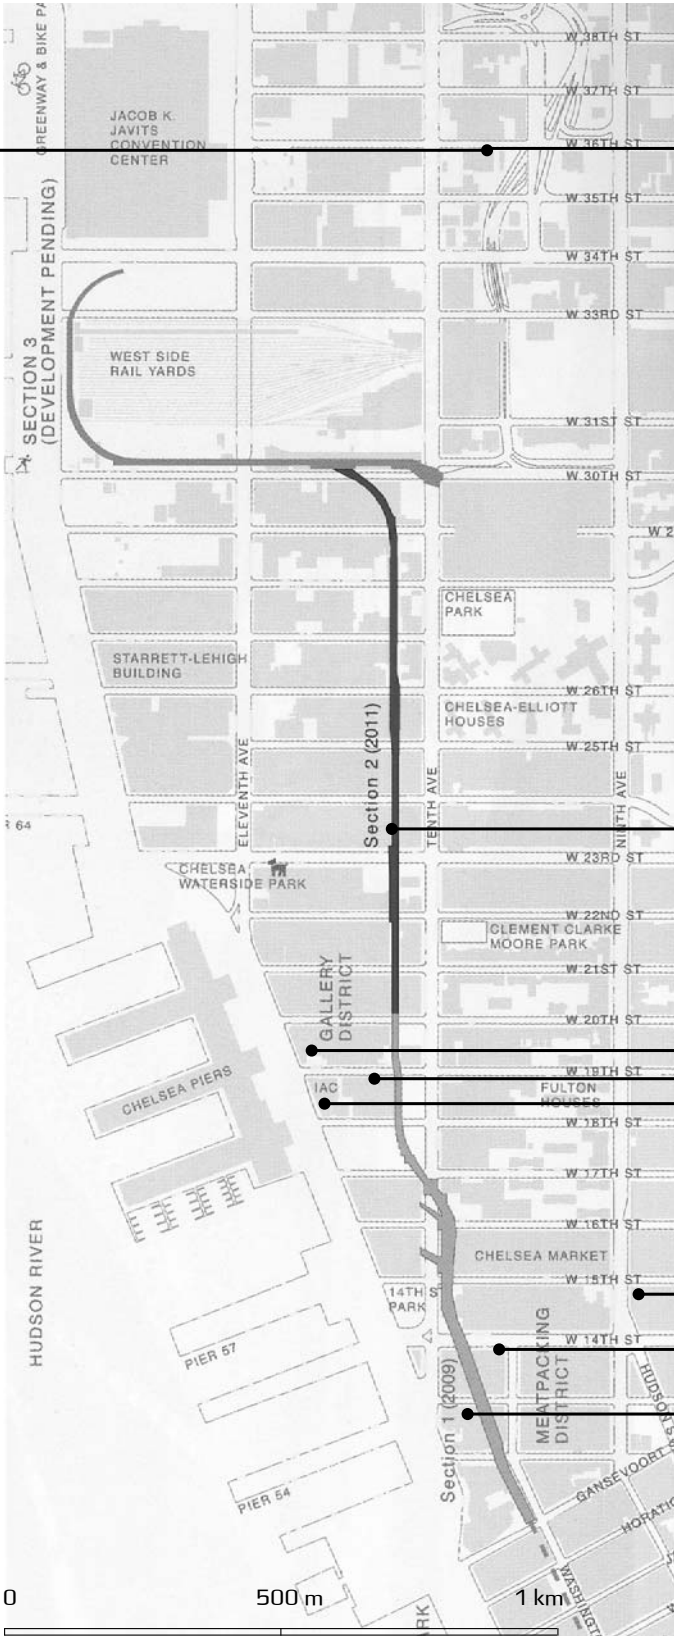 W 38TH ST
GREENWAY & BIKE PA
W 37TH ST
JACOB K.
JAVITS
CONVENTION
CENTER
W 36TH ST
W 35TH ST
W 34TH ST
SECTION 3
(DEVELOPMENT PENDING)
W 33RD ST
WEST SIDE
RAIL YARDS
W 31ST ST
W 30TH ST
W 2
CHELSEA
PARK
STARRETT-LEHIGH
BUILDING
W 26TH ST
CHELSEA-ELLIOTT
HOUSES
W 25TH ST
ELEVENTH AVE
Section 2 (2011)
TENTH AVE
NINTH AVE
R 64
W 23RD ST
CHELSEA
WATERSIDE PARK
W 22ND ST
CLEMENT CLARKE
MOORE PARK
W 21ST ST
GALLERY
DISTRICT
W 20TH ST
W 19TH ST
CHELSEA PIERS
IAC
FULTON
HOUSES
W 18TH ST
W 17TH ST
W 16TH ST
HUDSON RIVER
CHELSEA MARKET
W 15TH ST
14TH S
PARK
PIER 57
W 14TH ST
MEATPACKING
DISTRICT
HUDSON S
Section 1 (2009)
GANSEVOORT S
PIER 54
HORATIO
WASHINGT
ARK
0
500 m
1 km